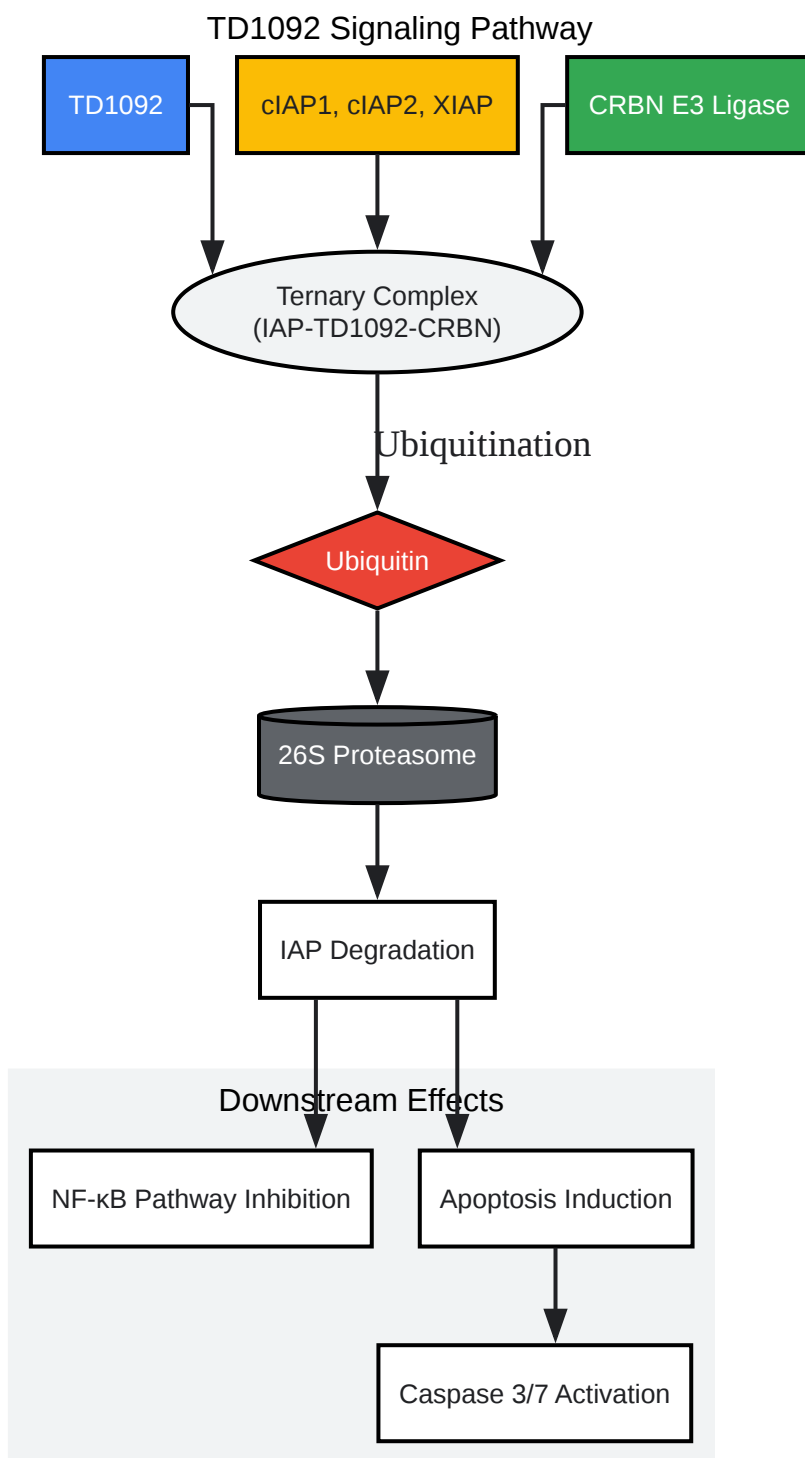 TD1092 Signaling Pathway
TD1092
cIAP1, cIAP2, XIAP
CRBN E3 Ligase
Ternary Complex
(IAP-TD1092-CRBN)
Ubiquitination
Ubiquitin
26S Proteasome
IAP Degradation
Downstream Effects
NF-κB Pathway Inhibition
Apoptosis Induction
Caspase 3/7 Activation